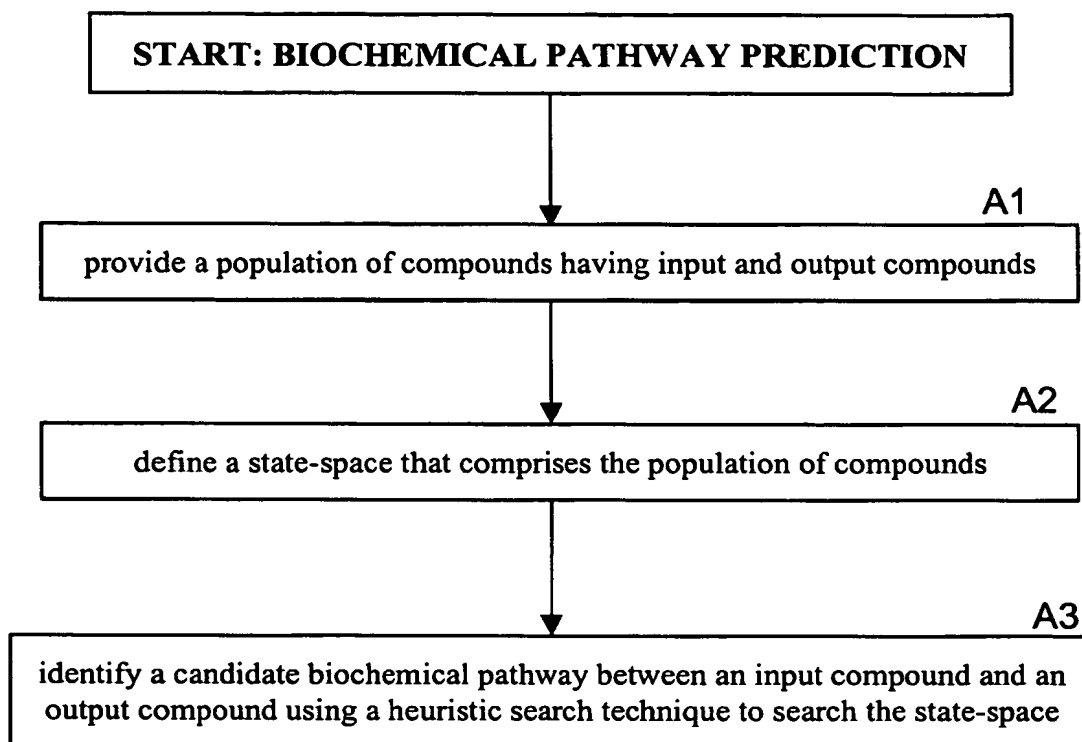 START: BIOCHEMICAL PATHWAY PREDICTION
A1
provide a population of compounds having input and output compounds
A2
define a state-space that comprises the population of compounds
A3
identify a candidate biochemical pathway between an input compound and an
output compound using a heuristic search technique to search the state-space